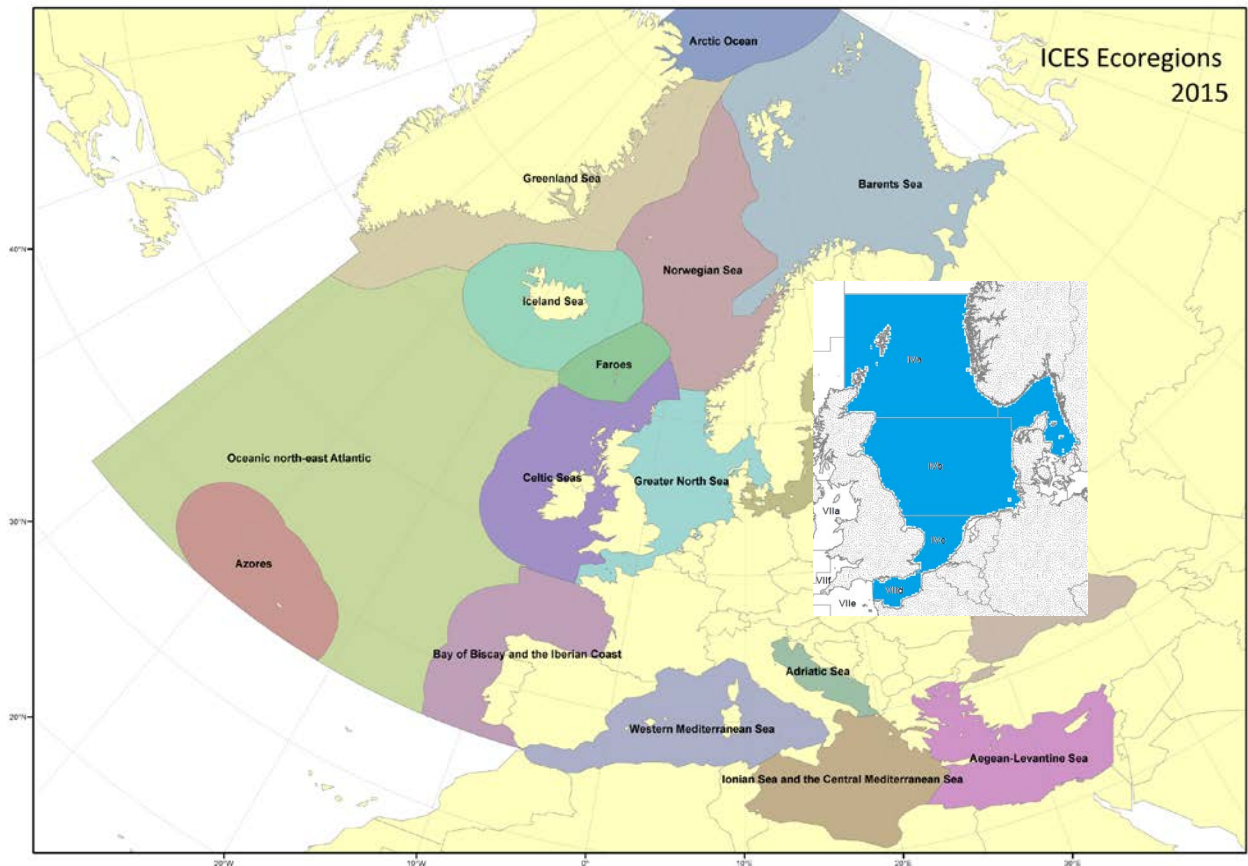 Arctic Ocean
ICES Ecoregions
2015
Greenland Sea
Barents Sea
40°N
Norwegian Sea
Iceland Sea
Faroes
IVa
Oceanic north-east Atlantic
Celtic Seas
Greater North Sea
IVb
VIIa
30°N
IVc
Azores
VIIf
VIId
VIIe
Bay of Biscay and the Iberian Coast
Adriatic Sea
20°N
Western Mediterranean Sea
Aegean-Levantine Sea
Ionian Sea and the Central Mediterranean Sea
20°W
10°W
0°
10°E
20°E
30°E